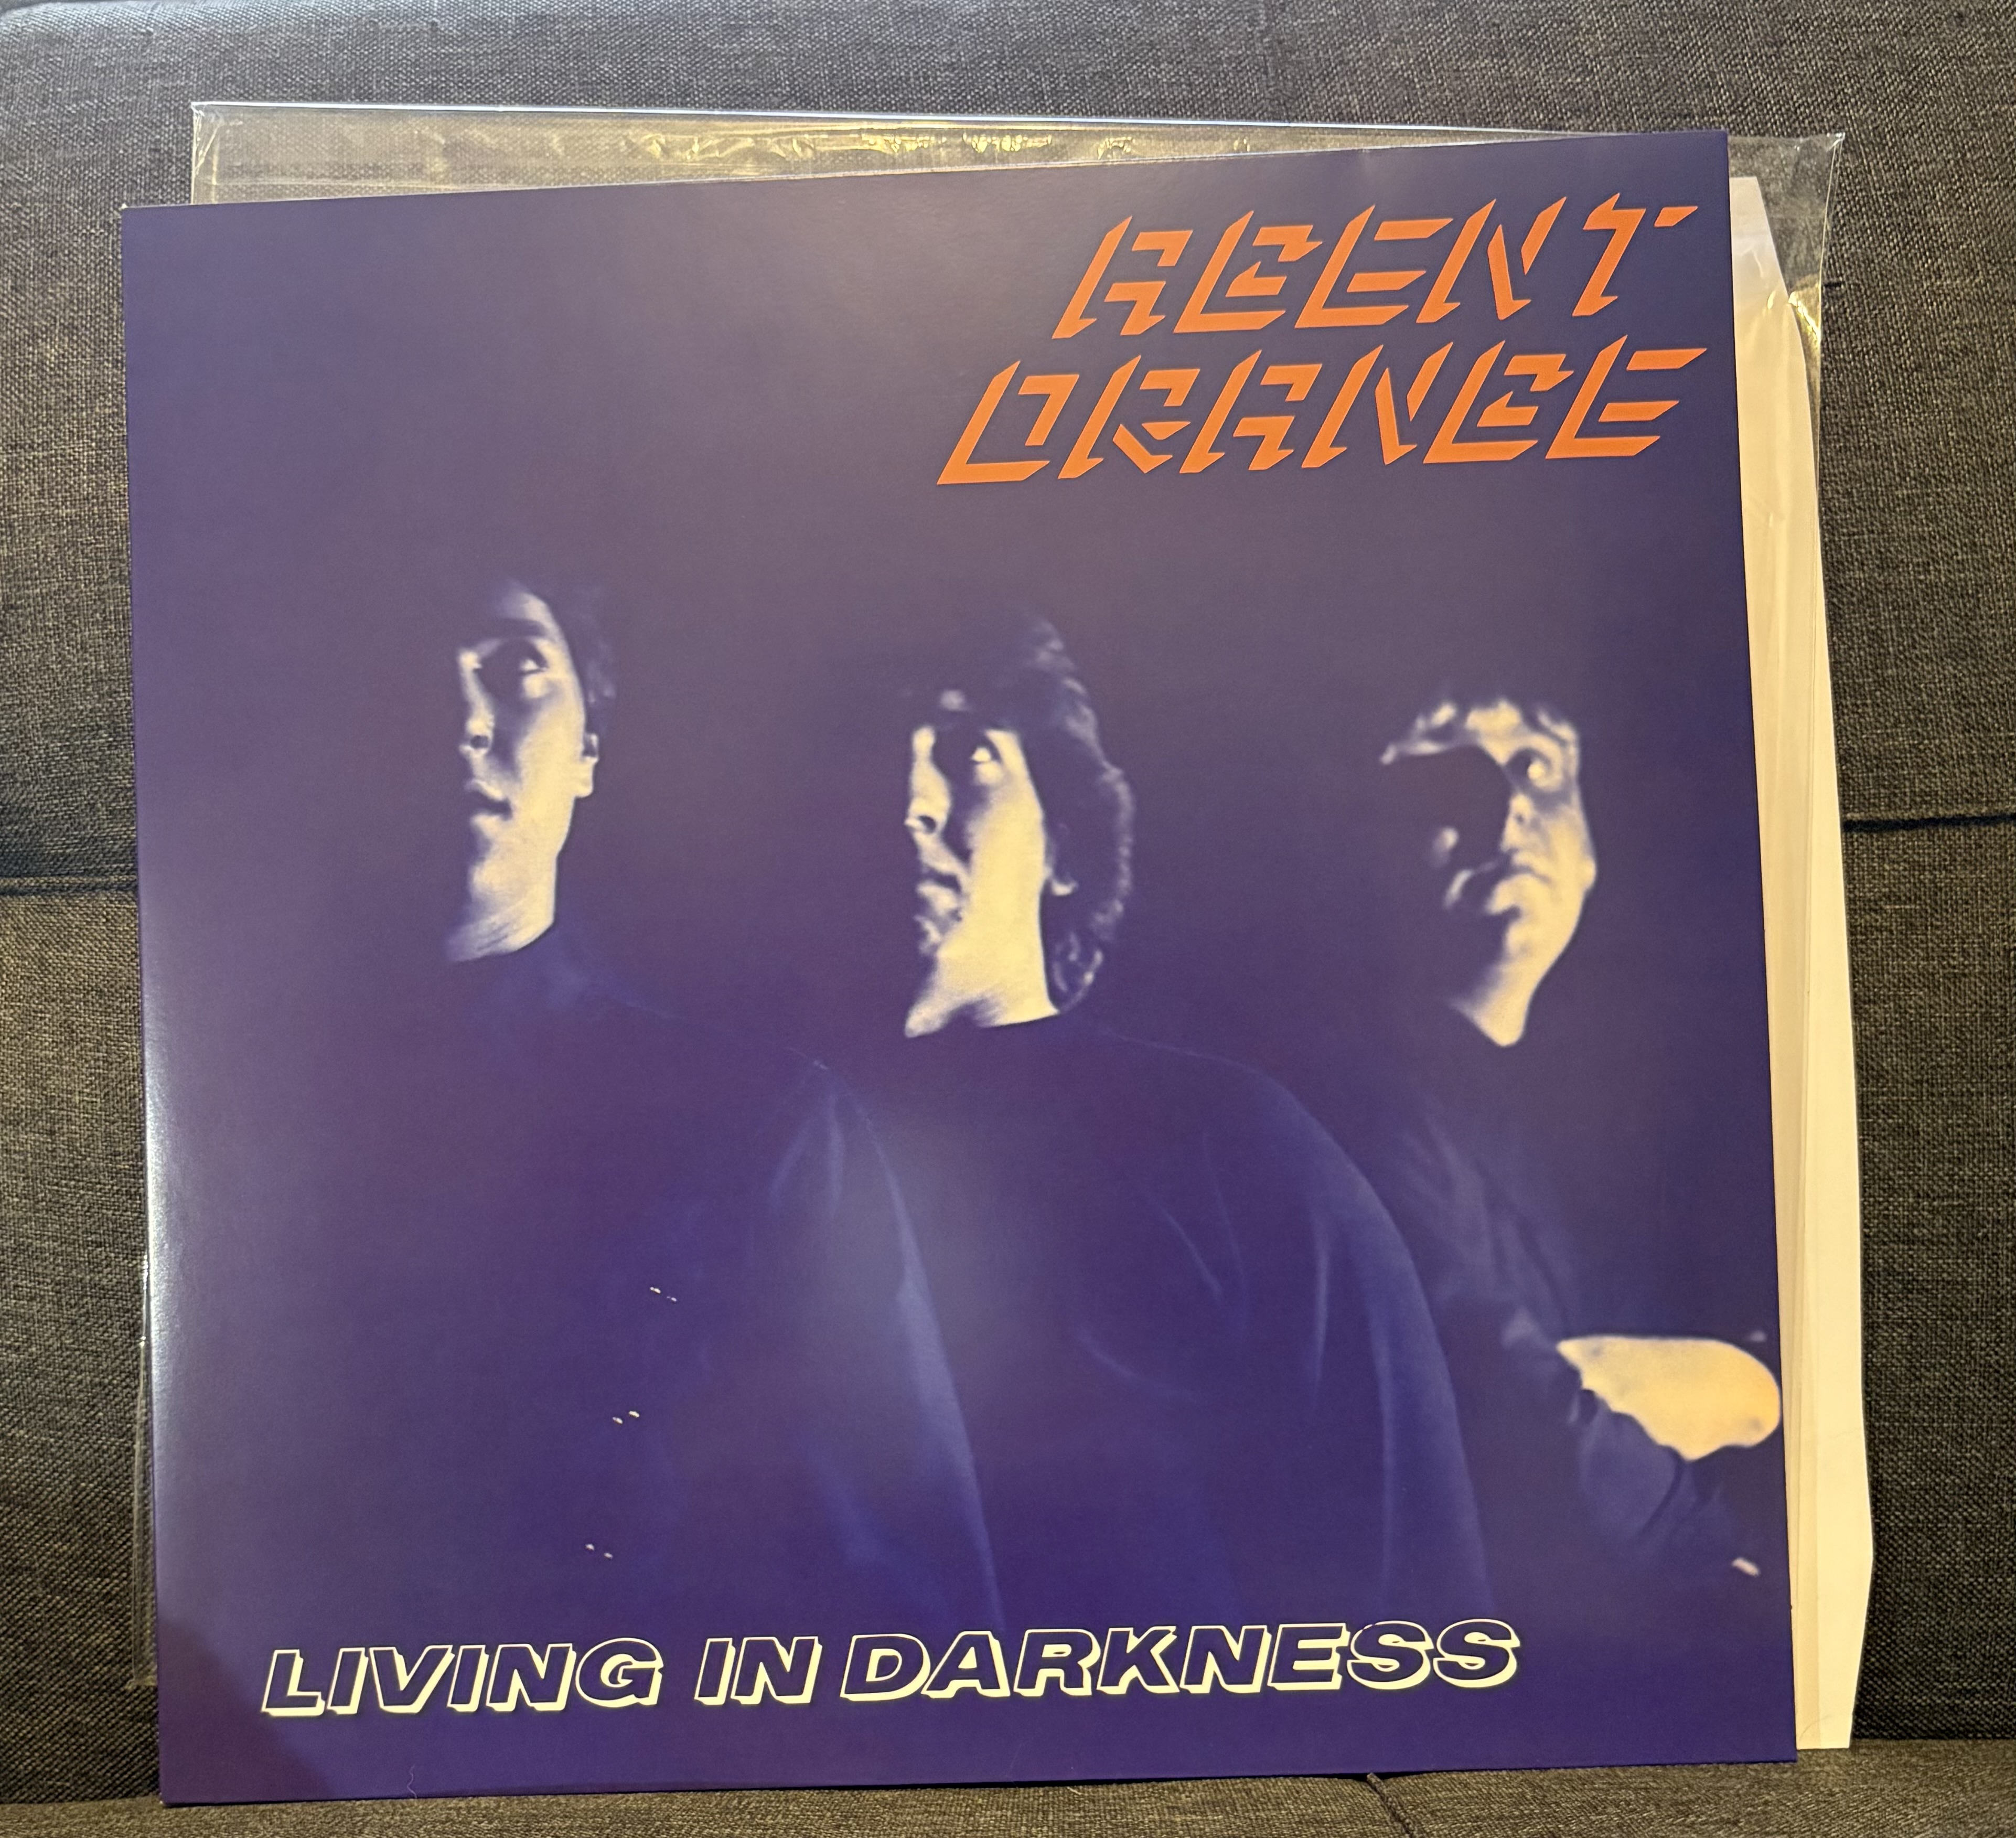 AGENT
ORANGE
LIVING IN DARKNESS